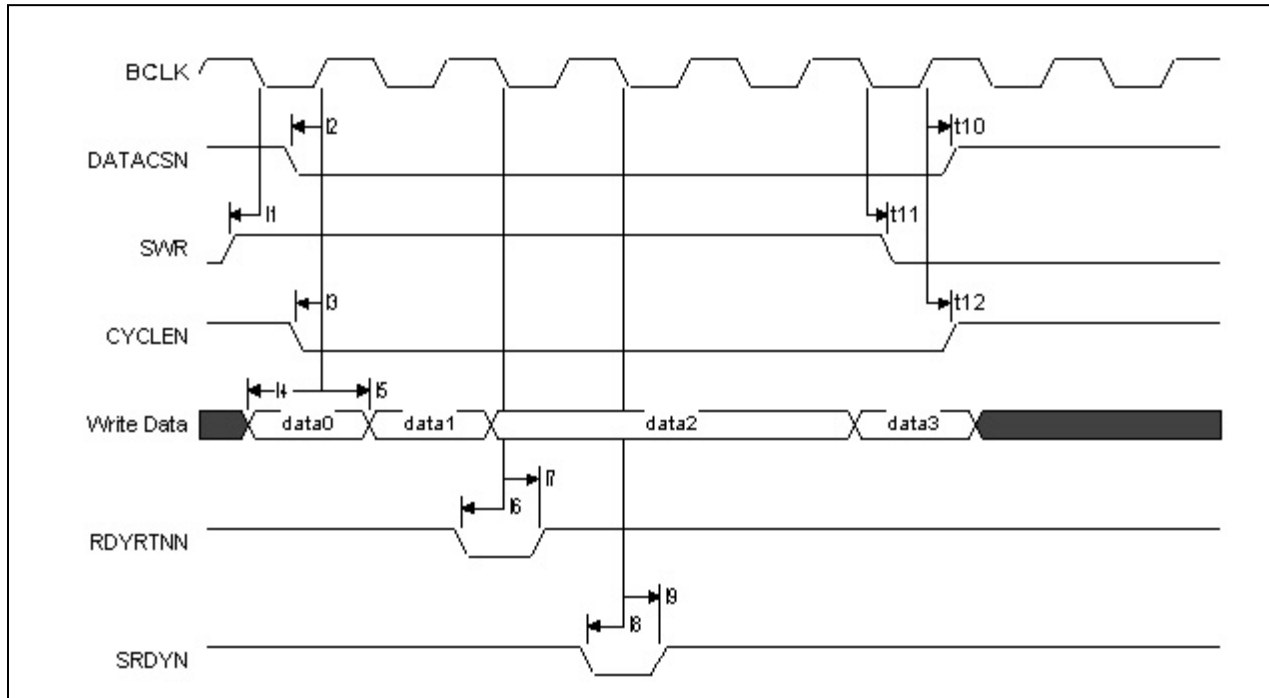 BCLK
t2
t10
DATACSN
t1
t11
SWR
t3
t12
CYCLEN
t4
t5
Write Data
data0
data1
data2
data3
t7
t6
RDYRTNN
t9
t8
SRDYN